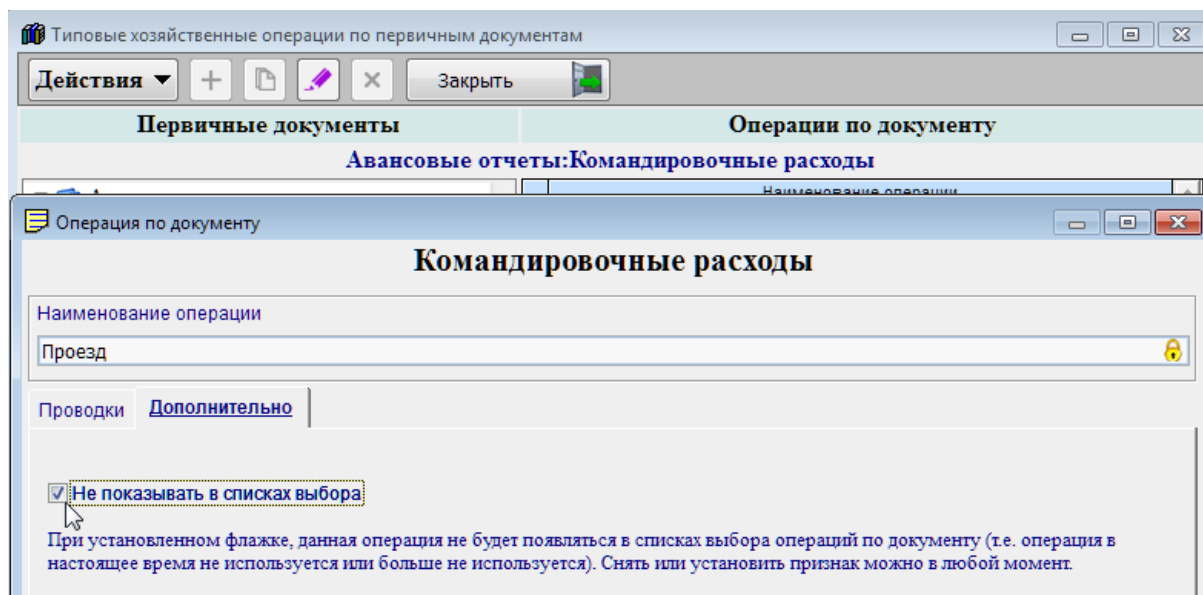 Типовые хозяйственные операции по первичным документам
Действия Закрыть
Первичные документы Операции по документу
Авансовые отчеты:Командировочные расходы
Наименование операции
Операция по документу
Командировочные расходы
Наименование операции
Проезд
Проводки Дополнительно
Не показывать в списках выбора
При установленном флажке, данная операция не будет появляться в списках выбора операций по документу (т.е. операция в
настоящее время не используется или больше не используется). Снять или установить признак можно в любой момент.